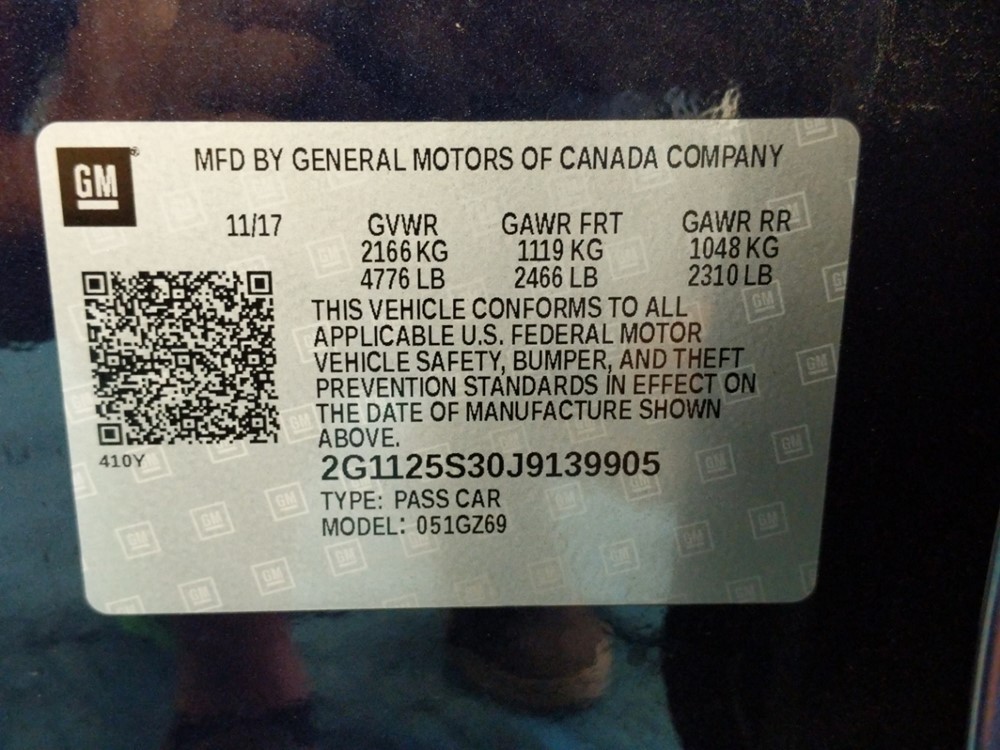 GM®
MFD BY GENERAL MOTORS OF CANADA COMPANY
11/17 GVWR GAWR FRT GAWR RR
2166 KG 1119 KG 1048 KG
4776 LB 2466 LB 2310 LB
THIS VEHICLE CONFORMS TO ALL
APPLICABLE U.S. FEDERAL MOTOR
VEHICLE SAFETY, BUMPER, AND THEFT
PREVENTION STANDARDS IN EFFECT ON
THE DATE OF MANUFACTURE SHOWN
ABOVE.
410Y
2G1125S30J9139905
TYPE: PASS CAR
MODEL: 051GZ69